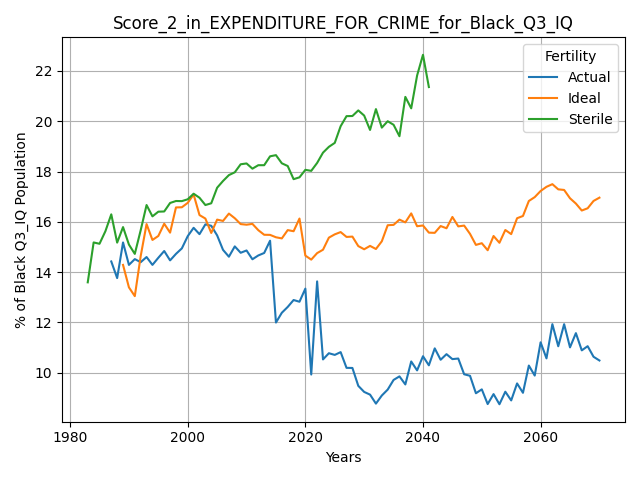 Score_2_in_EXPENDITURE_FOR_CRIME_for_Black_Q3_IQ
Fertility
Actual
Ideal
Sterile
% of Black Q3_IQ Population
22
20
18
16
14
12
10
1980 2000 2020 2040 2060
Years